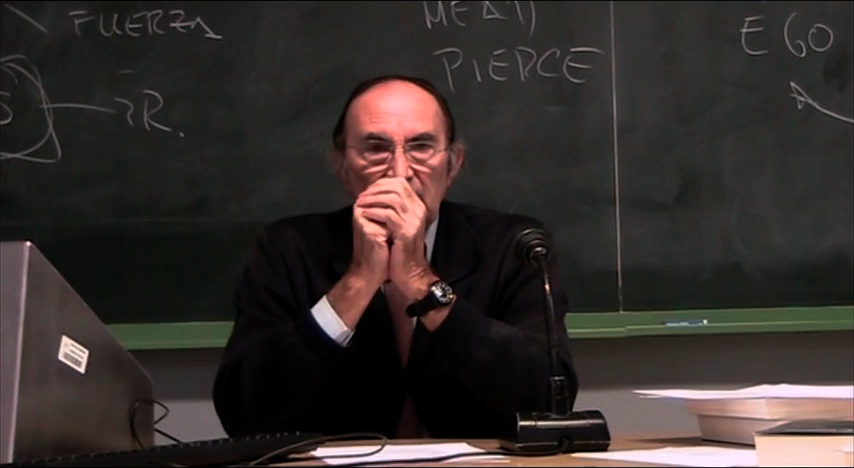 FUERZA
MEAD
PIERCE
EGO
R.